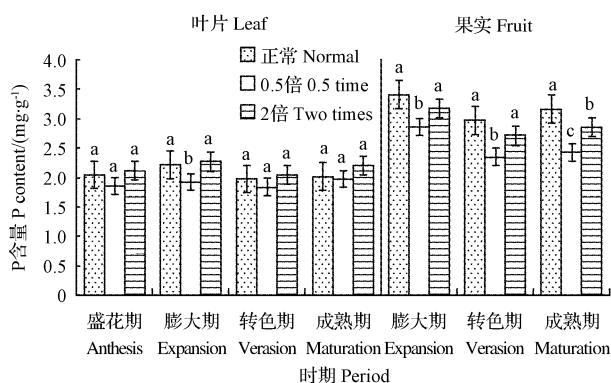 叶片 Leaf
果实 Fruit
正常 Normal
0.5倍 0.5 time
2倍 Two times
P含量 P content/(mg·g⁻¹)
4.0
3.5
3.0
2.5
2.0
1.5
1.0
0.5
0
a a a
a b a
a a a
a a a
a b a
a b a
a c b
盛花期 膨大期 转色期 成熟期 膨大期 转色期 成熟期
Anthesis Expansion Verasion Maturation Expansion Verasion Maturation
时期 Period